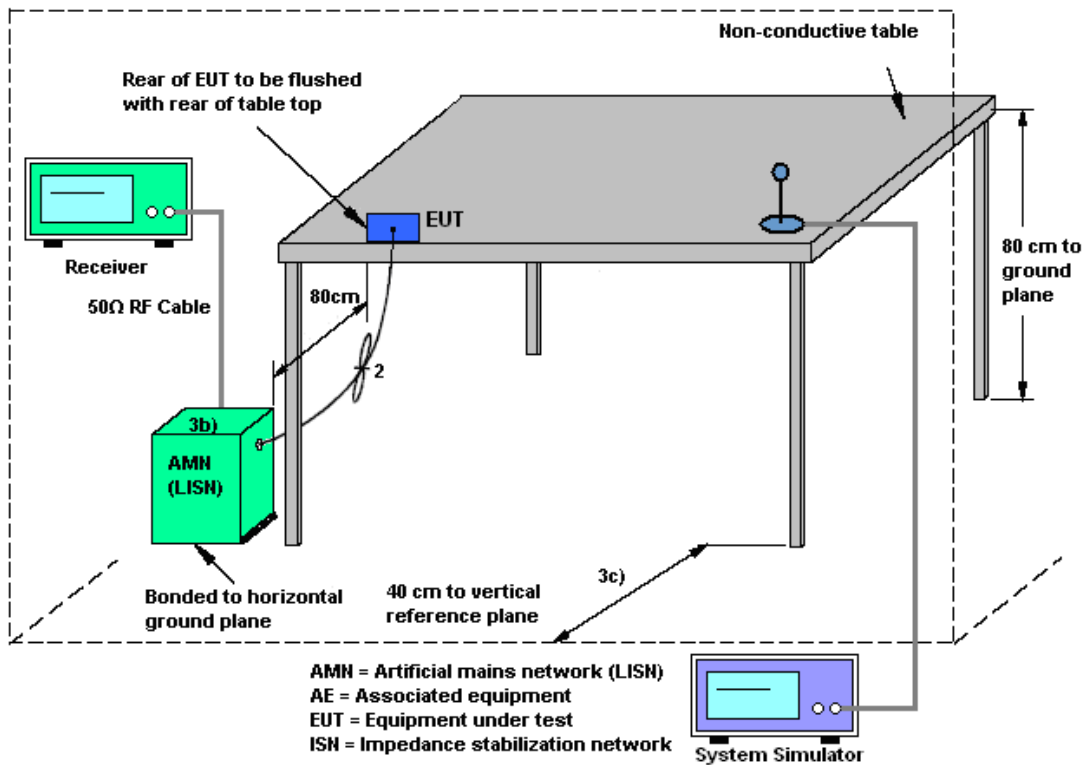 Non-conductive table
Rear of EUT to be flushed
with rear of table top
EUT
Receiver
80 cm to
ground
plane
50Ω RF Cable
80cm
2
3b)
AMN
(LISN)
3c)
Bonded to horizontal
ground plane
40 cm to vertical
reference plane
AMN = Artificial mains network (LISN)
AE = Associated equipment
EUT = Equipment under test
ISN = Impedance stabilization network
System Simulator